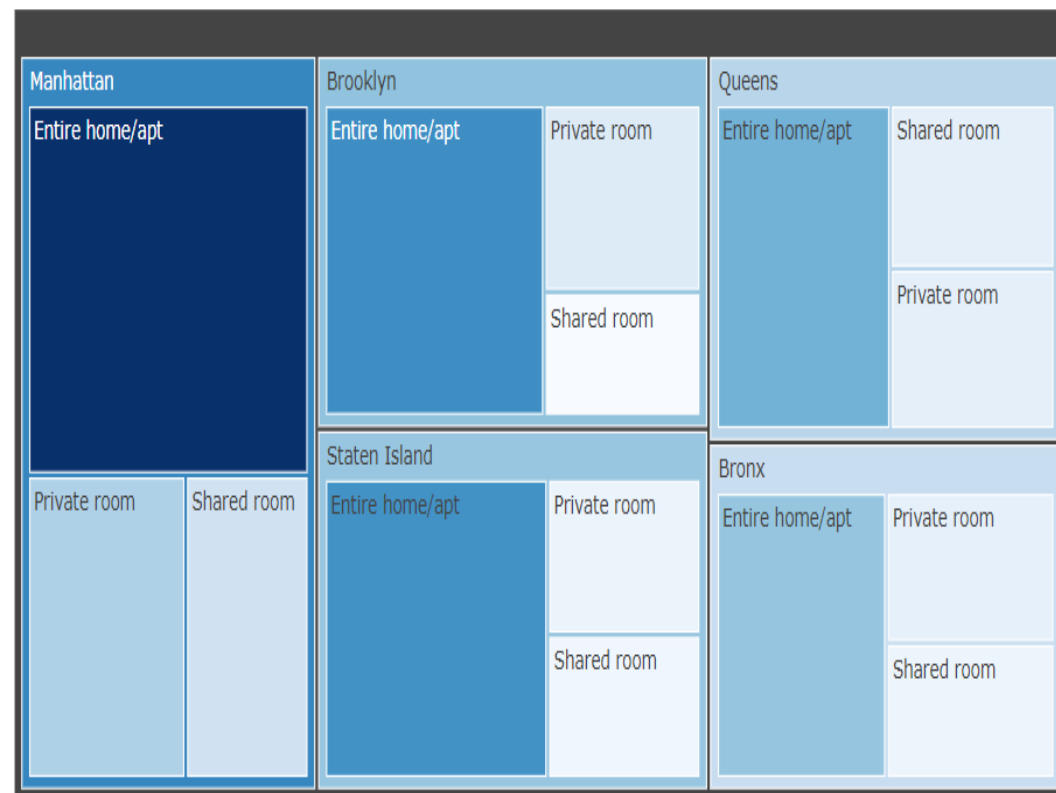 Manhattan
Entire home/apt
Private room
Shared room
Brooklyn
Entire home/apt
Private room
Shared room
Staten Island
Entire home/apt
Private room
Shared room
Queens
Entire home/apt
Shared room
Private room
Bronx
Entire home/apt
Private room
Shared room